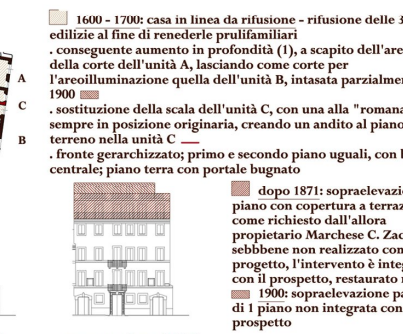 1600 - 1700: casa in linea da rifusione - rifusione delle 3
edilizie al fine di renederle prulifamiliari
. conseguente aumento in profondità (1), a scapito dell'are
della corte dell'unità A, lasciando come corte per
l'areoilluminazione quella dell'unità B, intasata parzialme
1900
. sostituzione della scala dell'unità C, con una alla "romana
sempre in posizione originaria, creando un andito al piano
terreno nella unità C
. fronte gerarchizzato; primo e secondo piano uguali, con b
centrale; piano terra con portale bugnato
A
C
B
dopo 1871: sopraelevazio
piano con copertura a terraz
come richiesto dall'allora
propietario Marchese C. Zac
sebbbene non realizzato com
progetto, l'intervento è integ
con il prospetto, restaurato n
1900: sopraelevazione pa
di 1 piano non integrata con
prospetto